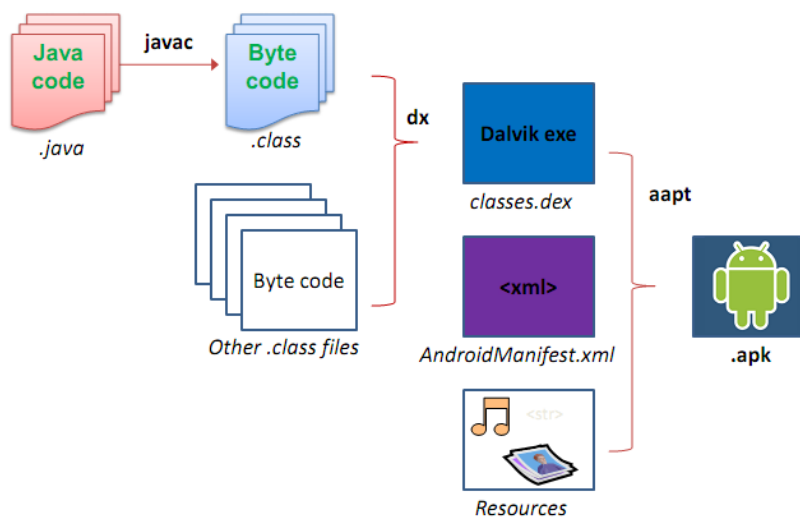 Java
code
javac
Byte
code
.java
.class
dx
Byte code
Other .class files
Dalvik exe
classes.dex
aapt
<xml>
AndroidManifest.xml
.apk
<str>
Resources